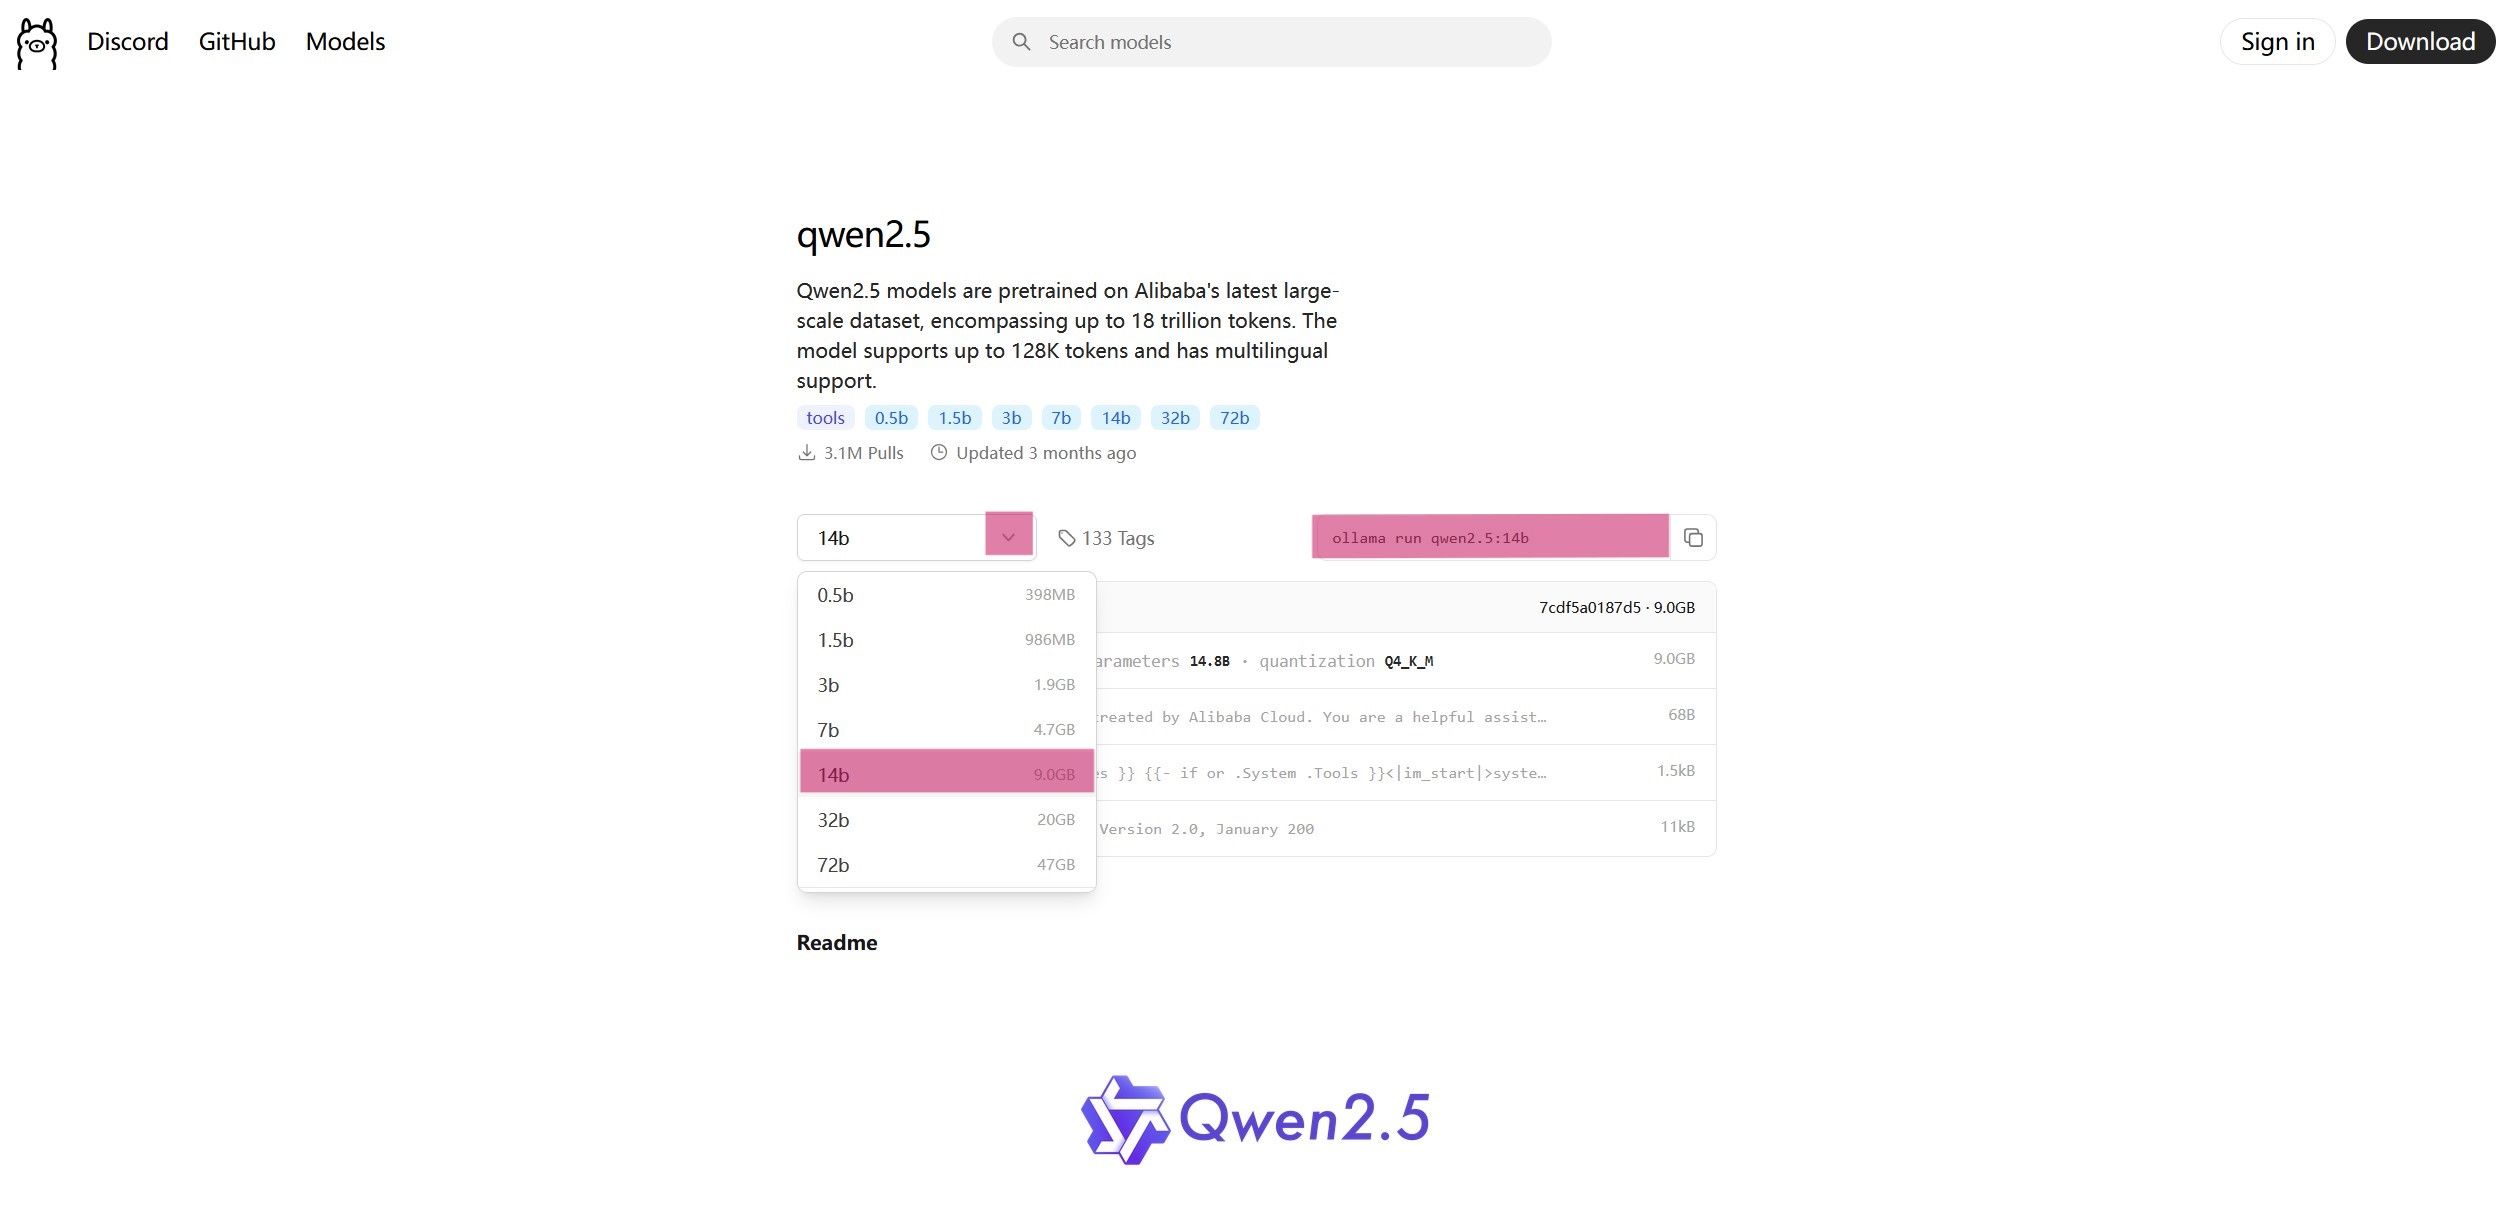 Discord
GitHub
Models
Search models
Sign in
Download
qwen2.5
Qwen2.5 models are pretrained on Alibaba's latest large-
scale dataset, encompassing up to 18 trillion tokens. The
model supports up to 128K tokens and has multilingual
support.
tools 0.5b 1.5b 3b 7b 14b 32b 72b
3.1M Pulls Updated 3 months ago
14b
133 Tags
ollama run qwen2.5:14b
0.5b 398MB
1.5b 986MB
3b 1.9GB
7b 4.7GB
14b 9.0GB
32b 20GB
72b 47GB
7cdf5a0187d5 · 9.0GB
arameters 14.8B · quantization Q4_K_M 9.0GB
reated by Alibaba Cloud. You are a helpful assist… 68B
es }} {{- if or .System .Tools }}<|im_start|>syste… 1.5kB
Version 2.0, January 200 11kB
Readme
Qwen2.5